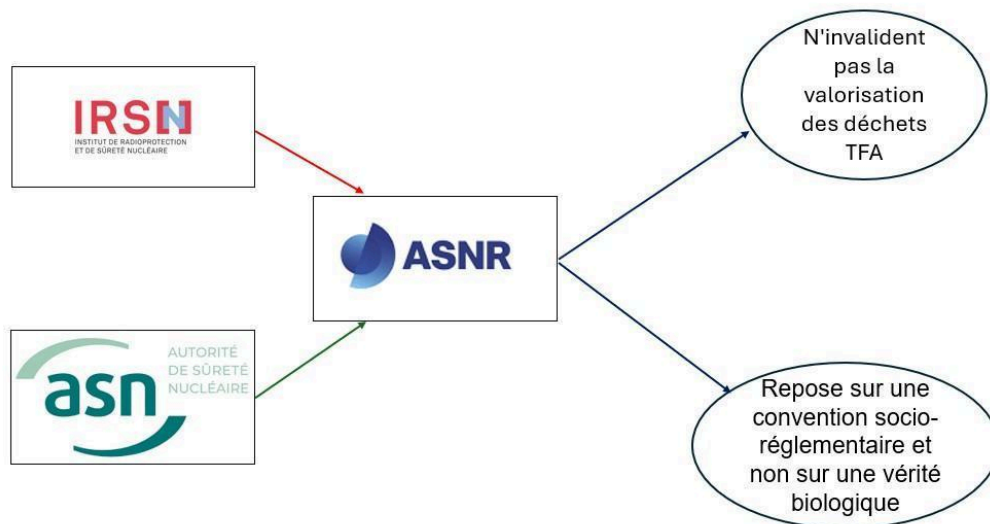 IRSN
INSTITUT DE RADIOPROTECTION
ET DE SÛRETÉ NUCLÉAIRE
asn
AUTORITÉ
DE SÛRETÉ
NUCLÉAIRE
ASNR
N'invalident
pas la
valorisation
des déchets
TFA
Repose sur une
convention socio-
réglementaire et
non sur une vérité
biologique